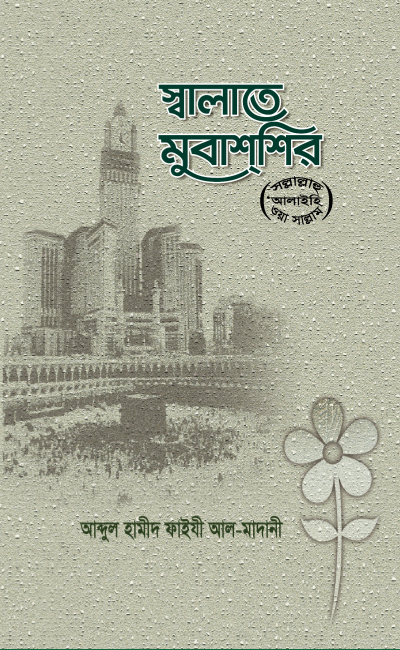 স্বালাতে
মুবাশ্‌শির
সল্লাল্লাহু
'আলাইহি
ওয়া সাল্লাম
আব্দুল হামীদ ফাইযী আল-মাদানী